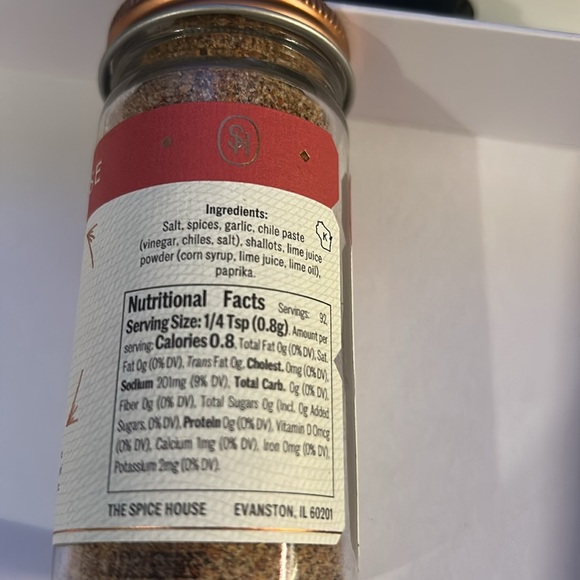 SH
E
Ingredients:
Salt, spices, garlic, chile paste
(vinegar, chiles, salt), shallots, lime juice
powder (corn syrup, lime juice, lime oil),
paprika.
K
Nutritional Facts Servings: 92,
Serving Size: 1/4 Tsp (0.8g), Amount per
serving: Calories 0.8, Total Fat 0g (0% DV), Sat.
Fat 0g (0% DV), Trans Fat 0g, Cholest. 0mg (0% DV),
Sodium 201mg (9% DV), Total Carb. 0g (0% DV),
Fiber 0g (0% DV), Total Sugars 0g (Incl. 0g Added
Sugars, 0% DV), Protein 0g (0% DV), Vitamin D 0mcg
(0% DV), Calcium 1mg (0% DV), Iron 0mg (0% DV),
Potassium 2mg (0% DV).
THE SPICE HOUSE EVANSTON, IL 60201